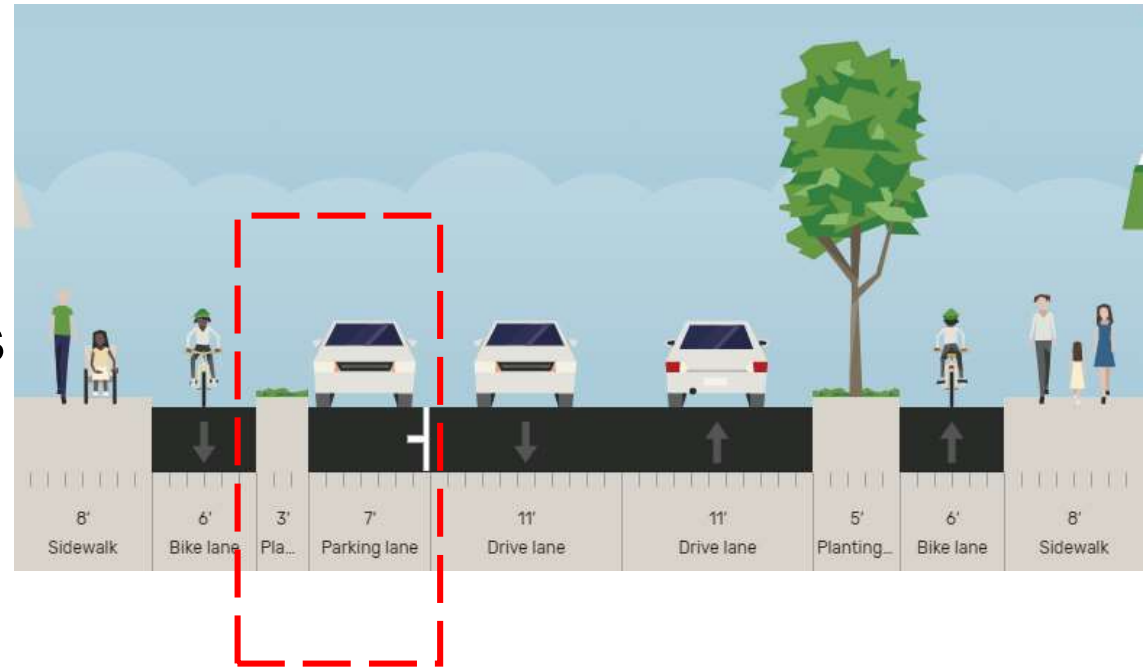 s
8' 6' 3' 7' 11' 11' 5' 6' 8'
Sidewalk Bike lane Pla... Parking lane Drive lane Drive lane Planting... Bike lane Sidewalk